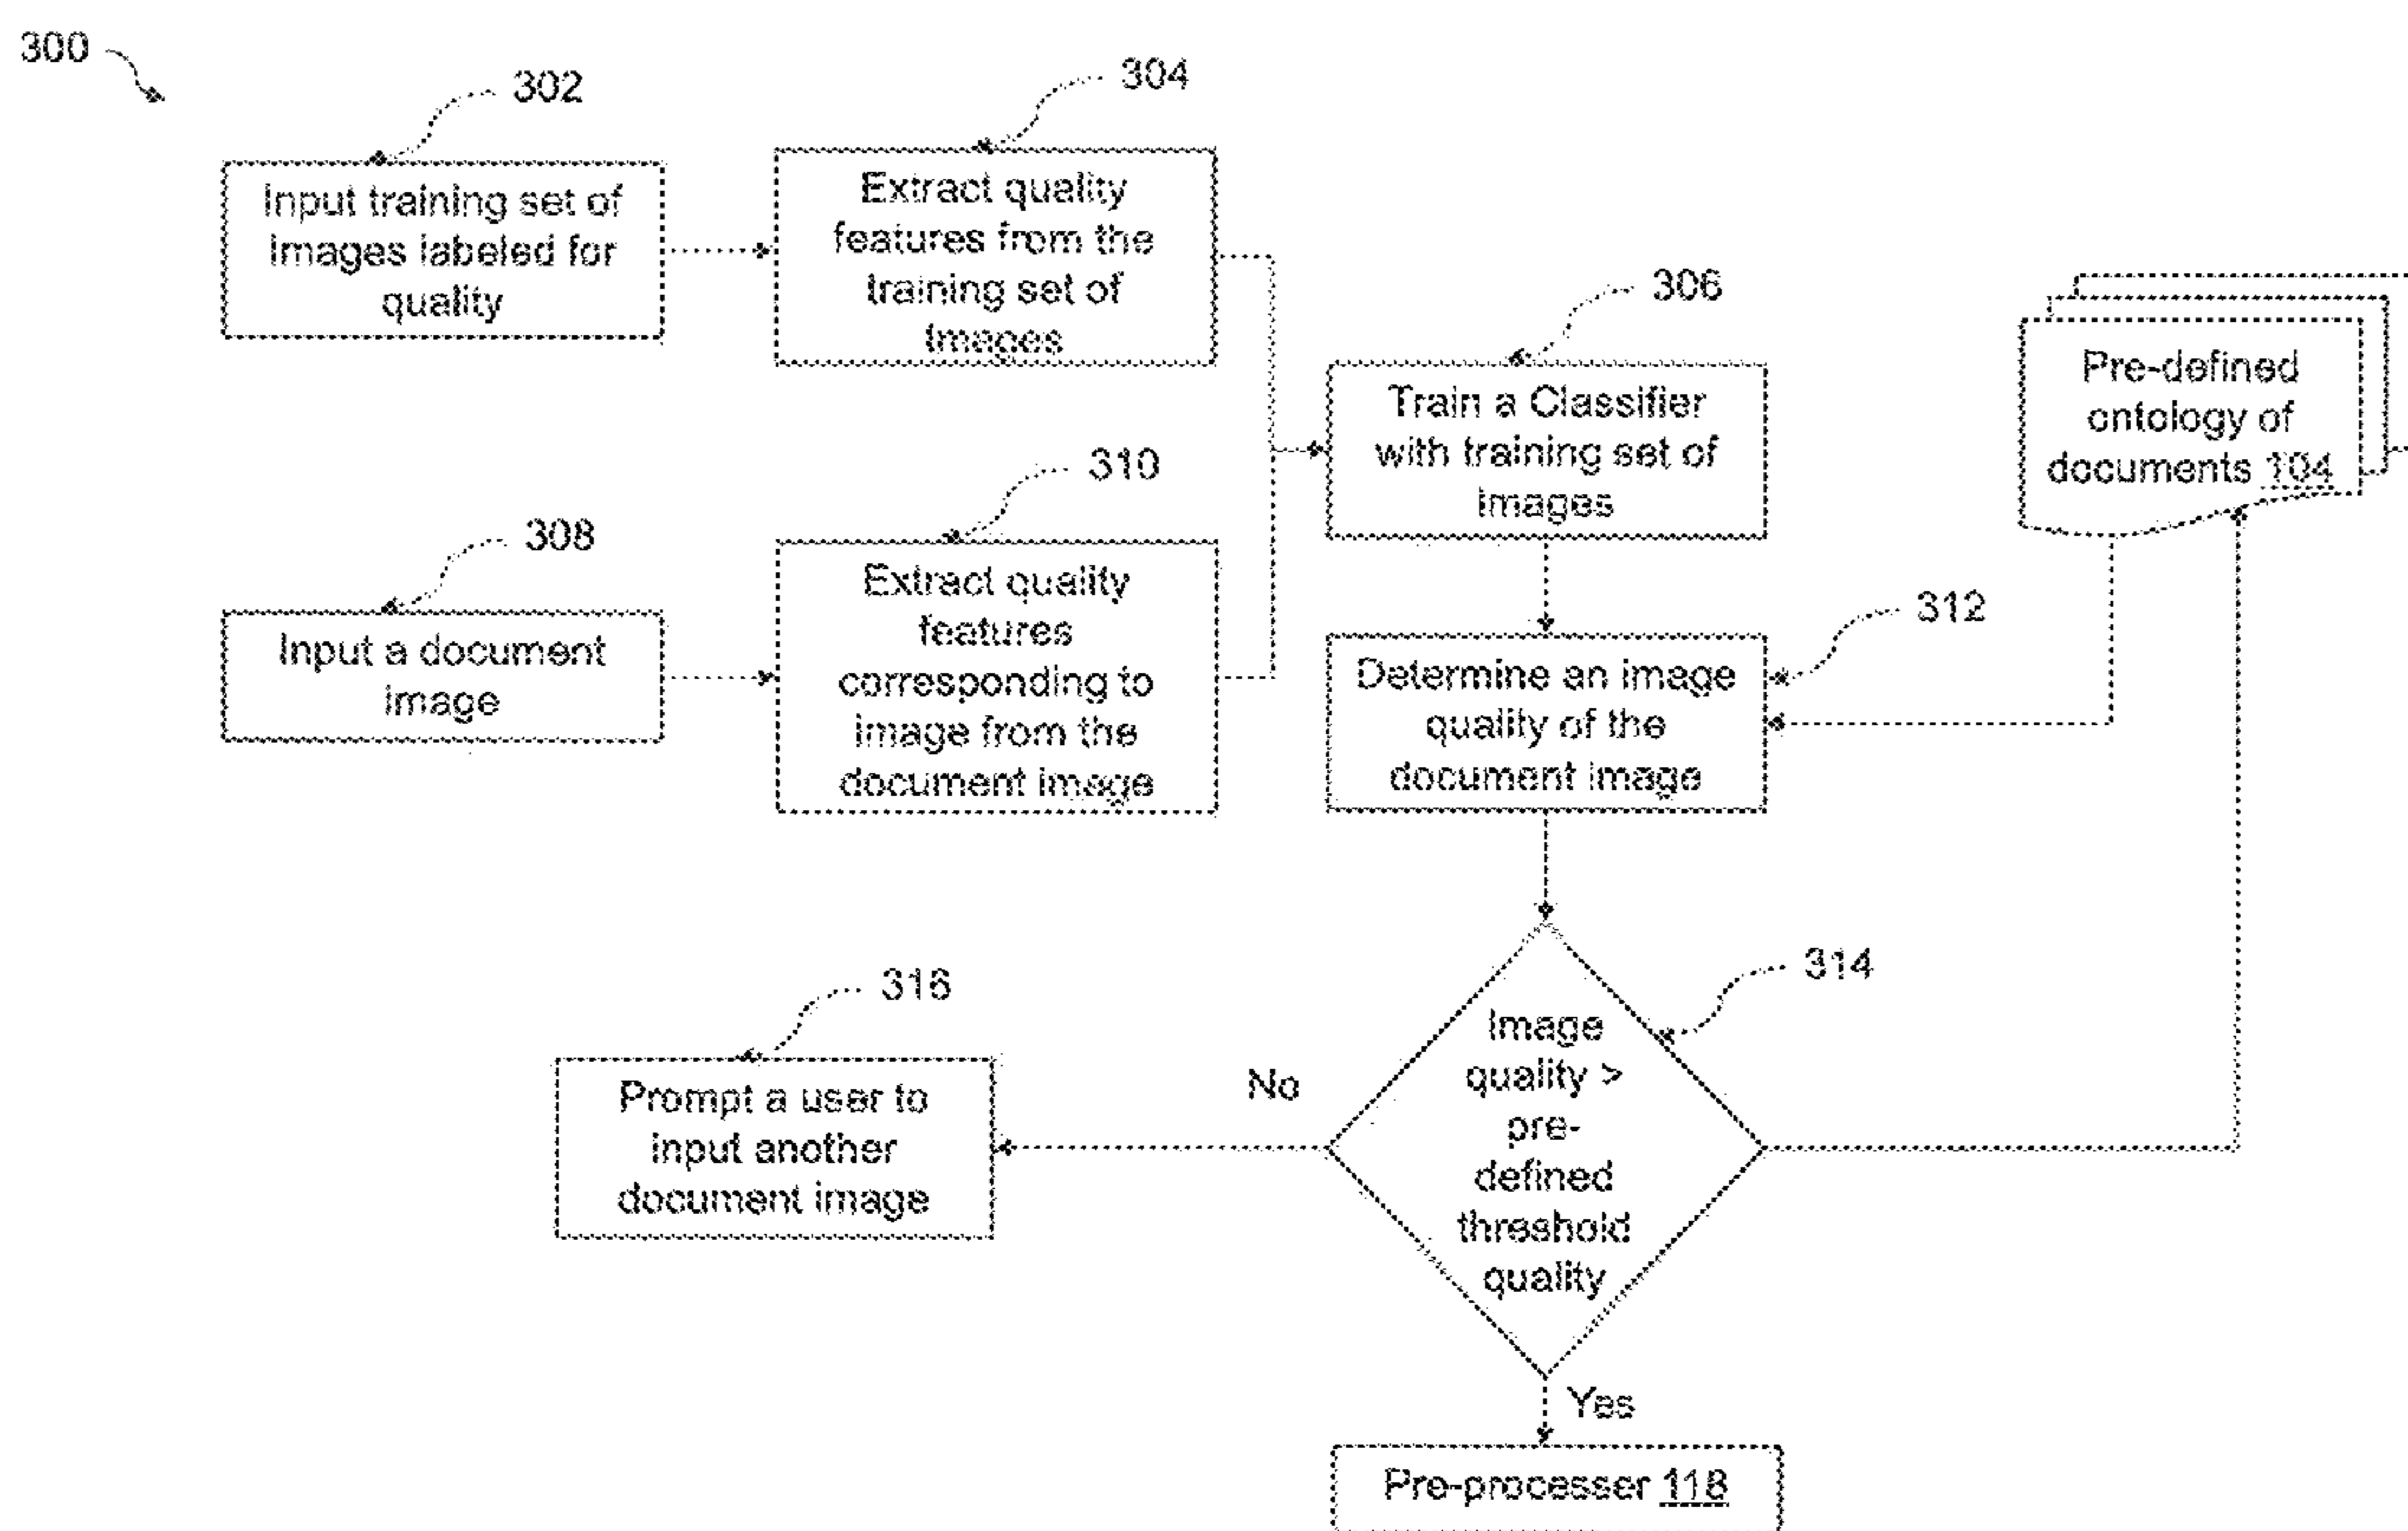 300
302
304
Input training set of
images labeled for
quality
Extract quality
features from the
training set of
Images
306
Train a Classifier
with training set of
images
Pre-defined
ontology of
documents 104
308
310
Input a document
image
Extract quality
features
corresponding to
image from the
document image
312
Determine an image
quality of the
document image
314
Image
quality >
pre-
defined
threshold
quality
316
Prompt a user to
input another
document image
No
Yes
Pre-processer 118